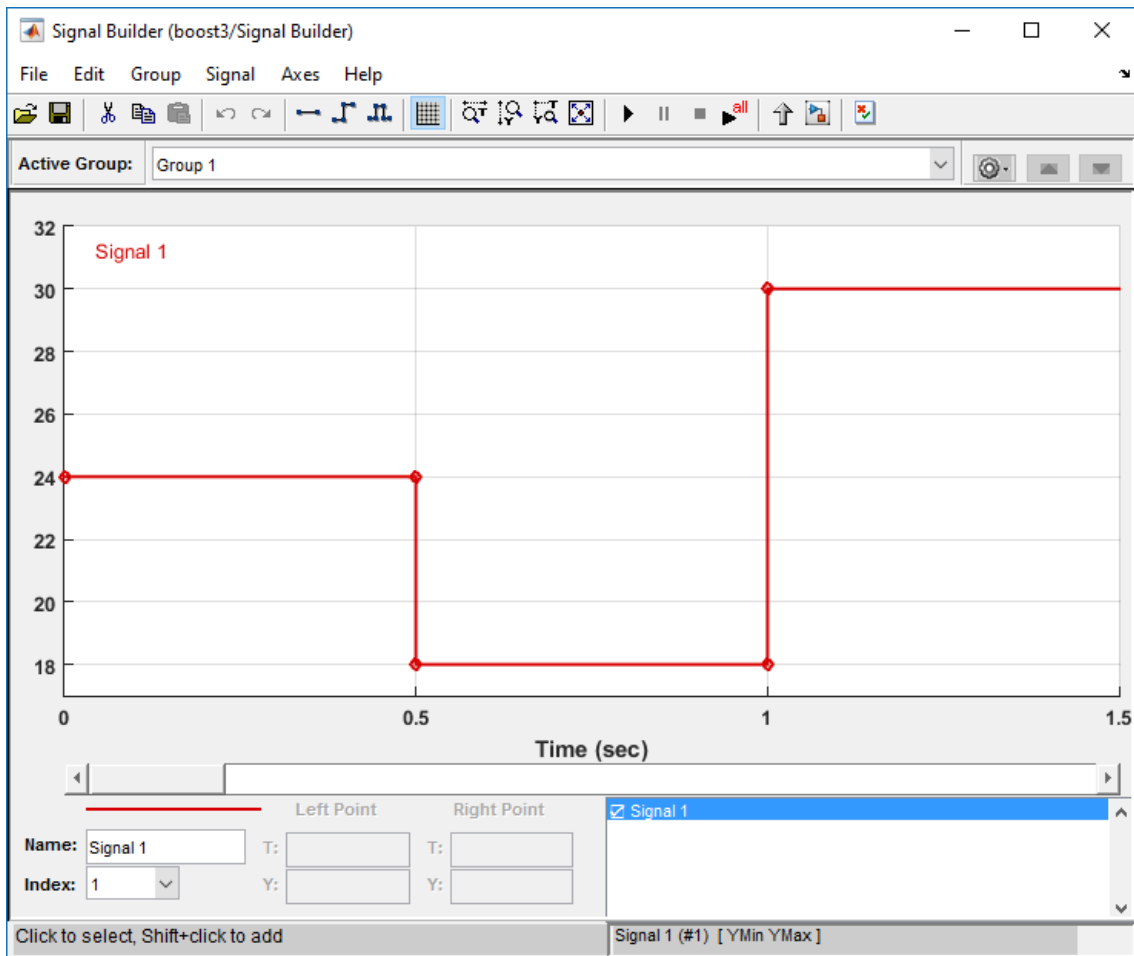 Signal Builder (boost3/Signal Builder)
File Edit Group Signal Axes Help
all
Active Group: Group 1
Signal 1
32
30
28
26
24
22
20
18
0 0.5 1 1.5
Time (sec)
Left Point Right Point
Signal 1
Name: Signal 1 T: T:
Index: 1 Y: Y:
Click to select, Shift+click to add
Signal 1 (#1) [ YMin YMax ]